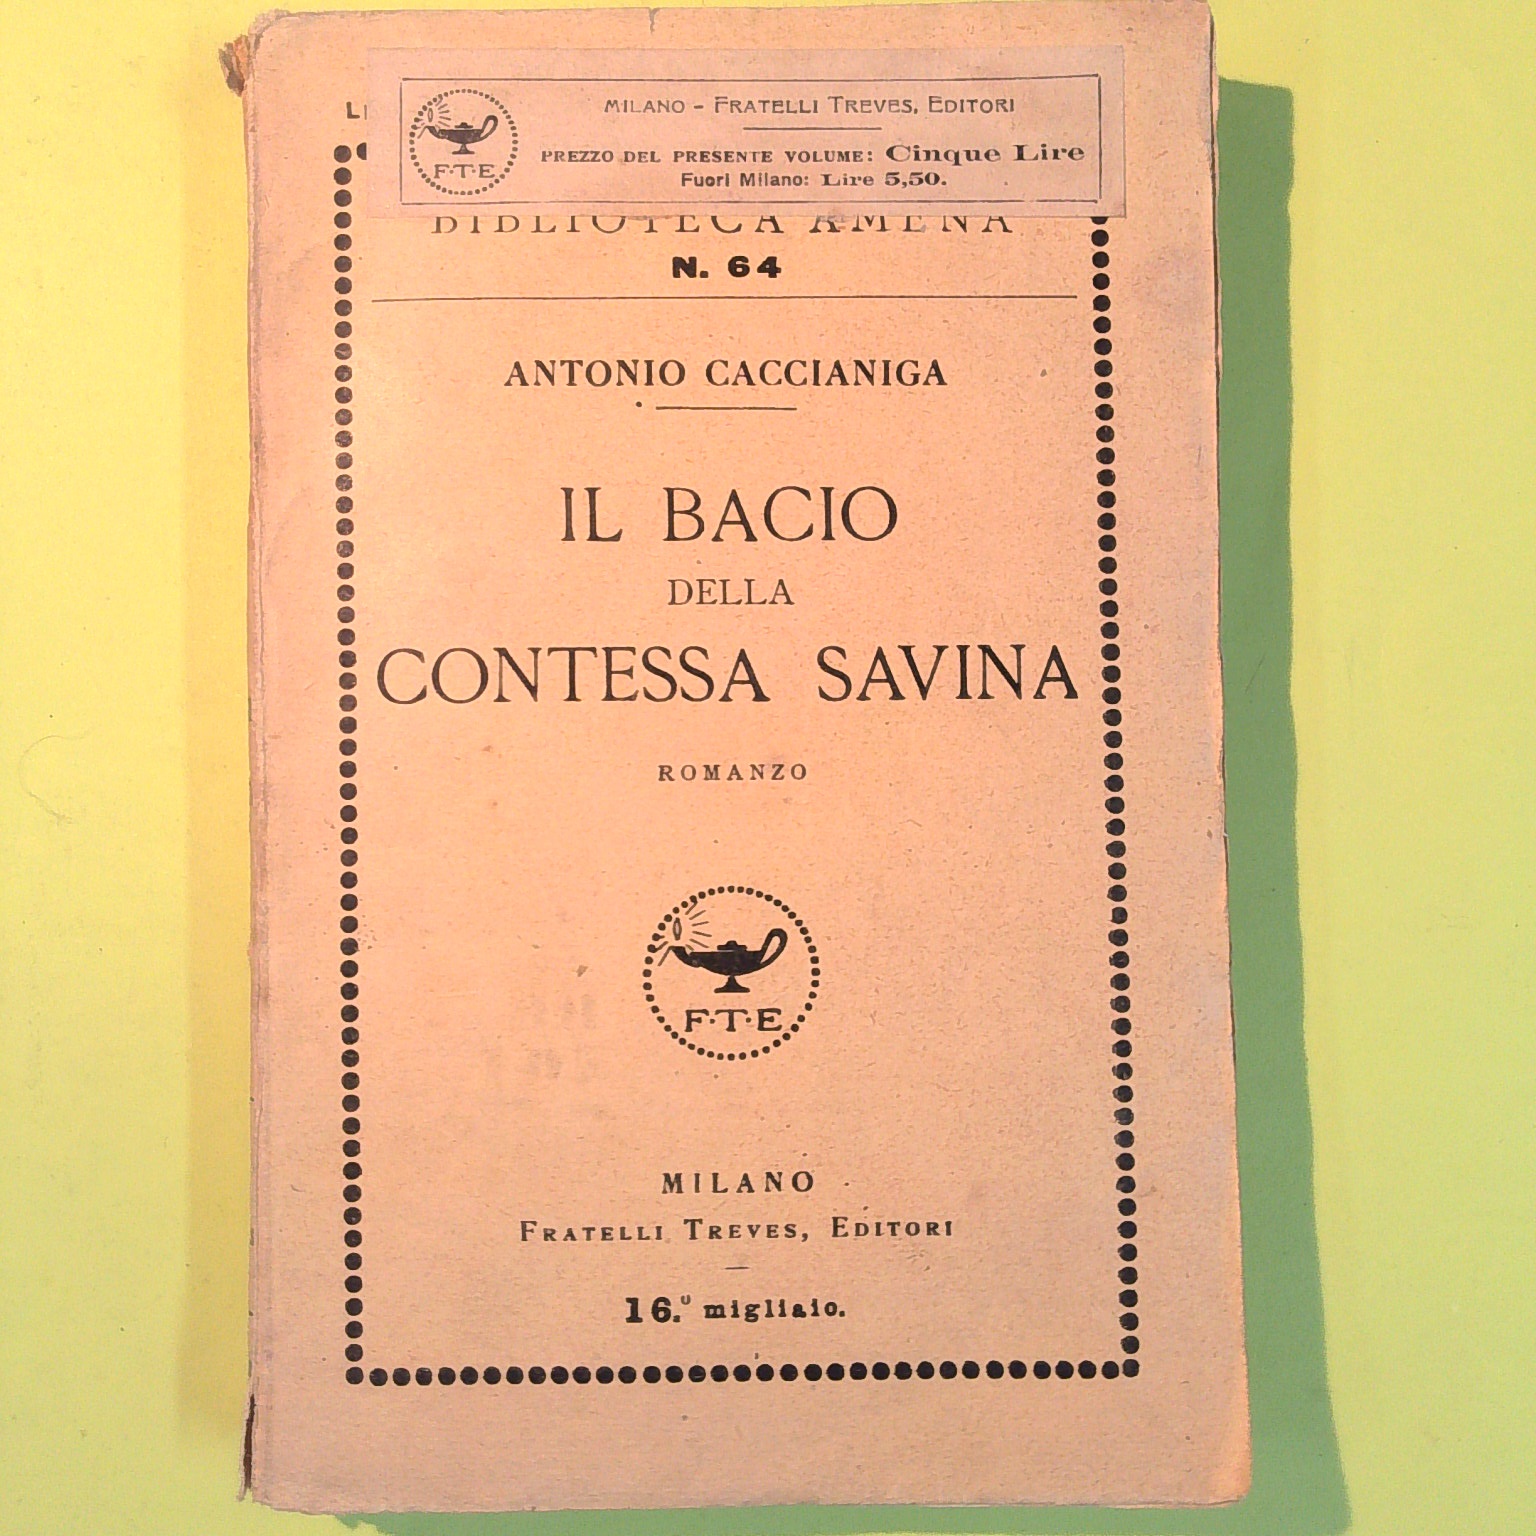 MILANO - FRATELLI TREVES, EDITORI
PREZZO DEL PRESENTE VOLUME: Cinque Lire
Fuori Milano: Lire 5,50.
F·T·E
BIBLIOTECA AMENA
N. 64
ANTONIO CACCIANIGA
IL BACIO
DELLA
CONTESSA SAVINA
ROMANZO
F·T·E
MILANO
FRATELLI TREVES, EDITORI
16.º migliaio.